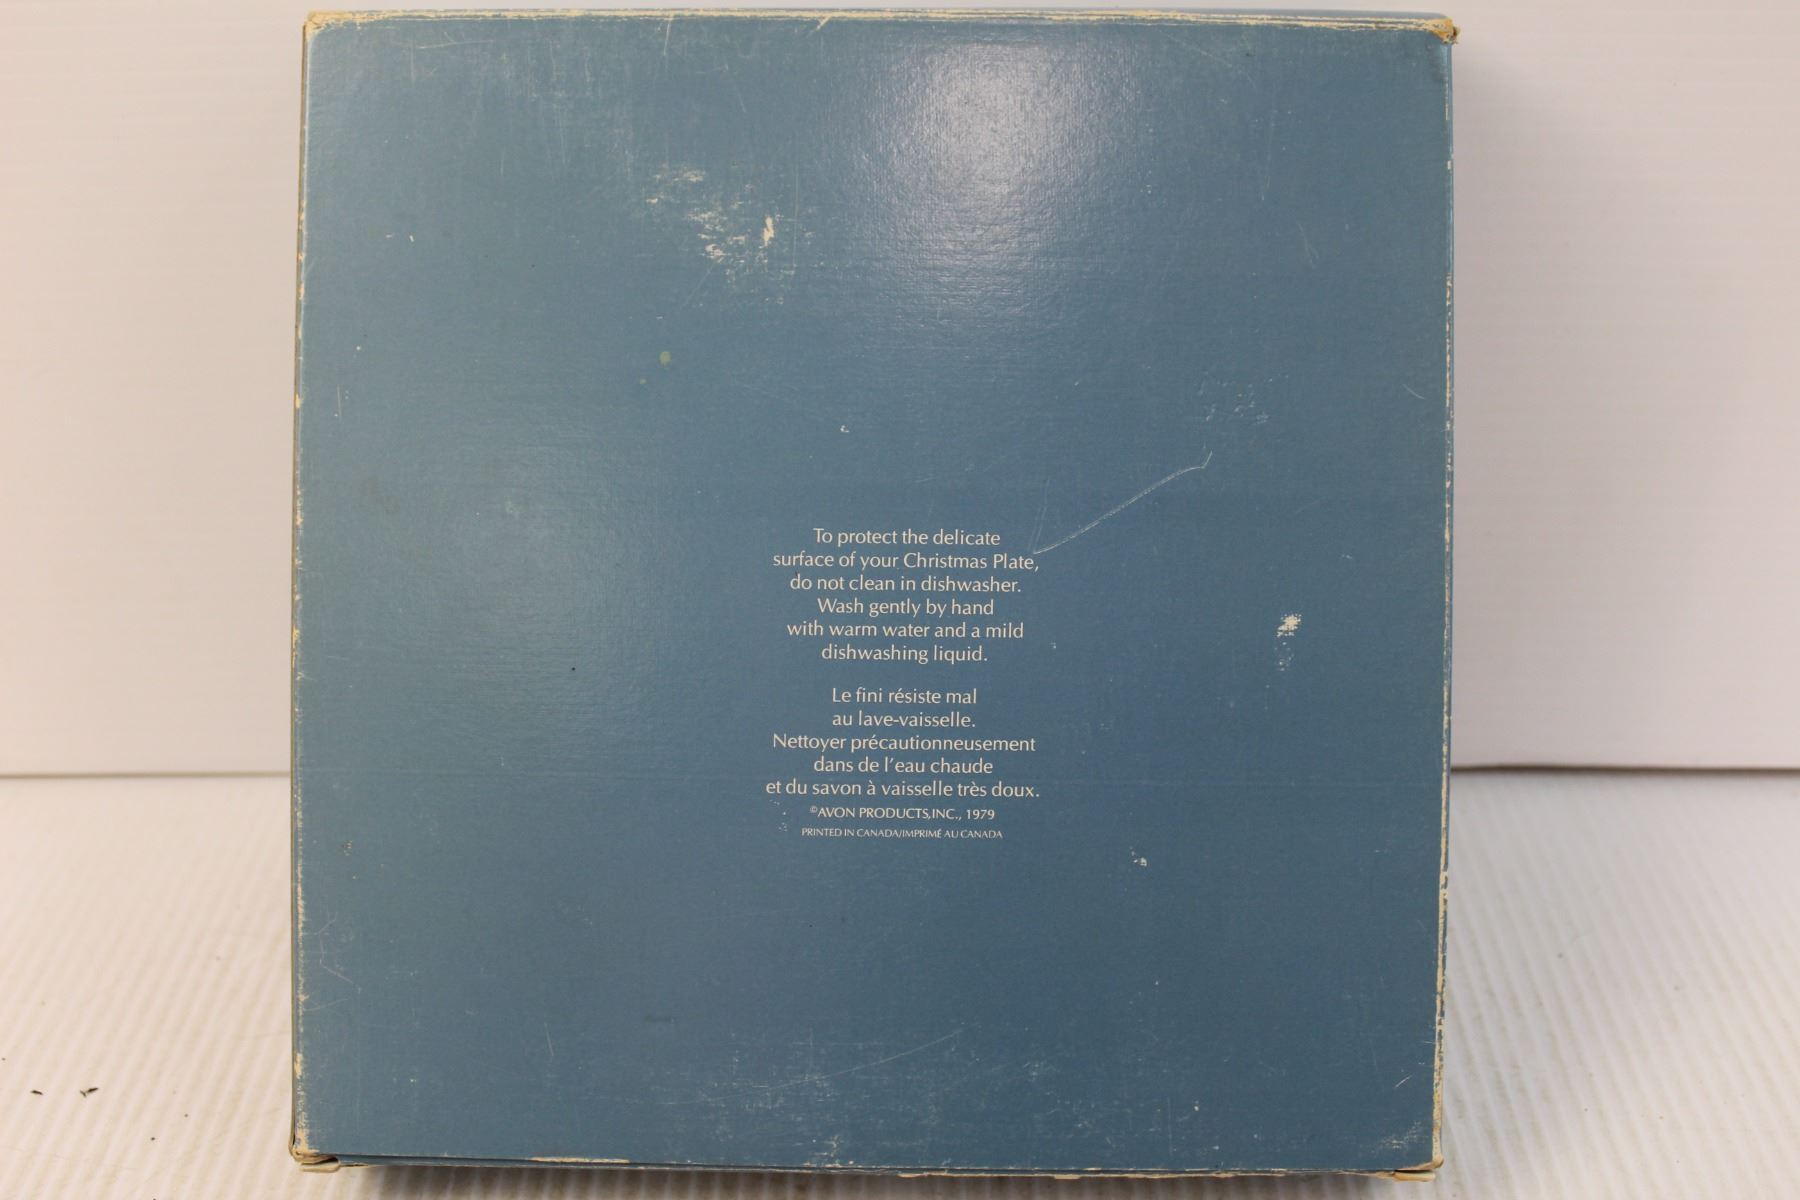 To protect the delicate
surface of your Christmas Plate,
do not clean in dishwasher.
Wash gently by hand
with warm water and a mild
dishwashing liquid.
Le fini résiste mal
au lave-vaisselle.
Nettoyer précautionneusement
dans de l'eau chaude
et du savon à vaisselle très doux.
©AVON PRODUCTS, INC., 1979
PRINTED IN CANADA/IMPRIMÉ AU CANADA